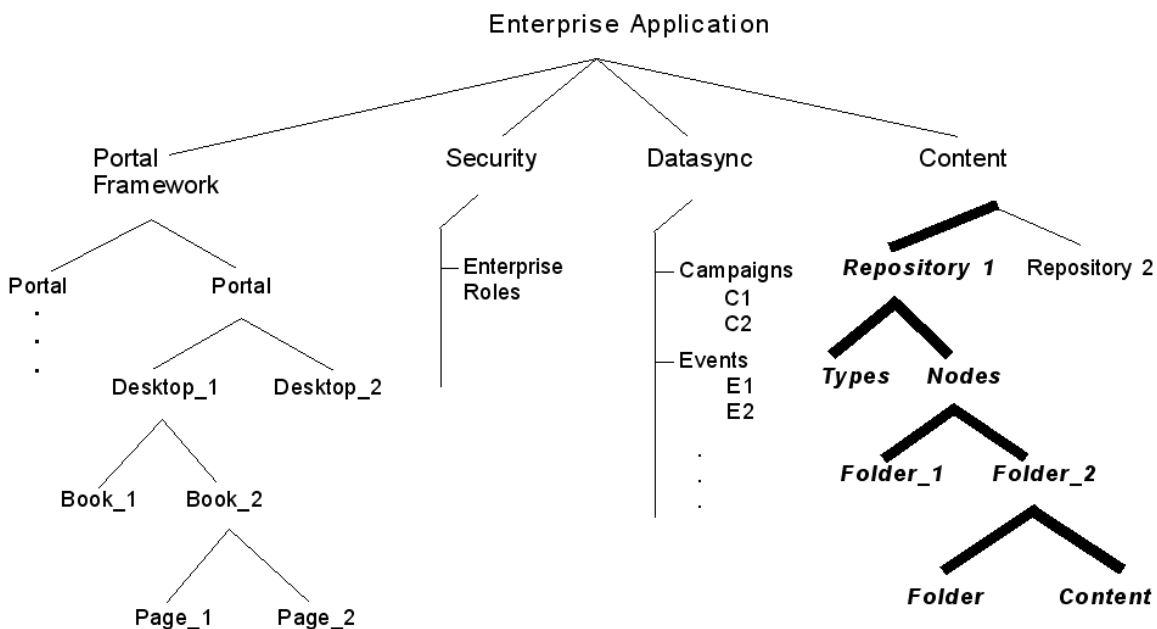 Enterprise Application
Portal
Framework
Security
Datasync
Content
Portal
Portal
Enterprise
Roles
Campaigns
C1
C2
Events
E1
E2
Repository 1
Repository 2
Types
Nodes
Desktop_1
Desktop_2
Book_1
Book_2
Folder_1
Folder_2
Page_1
Page_2
Folder
Content